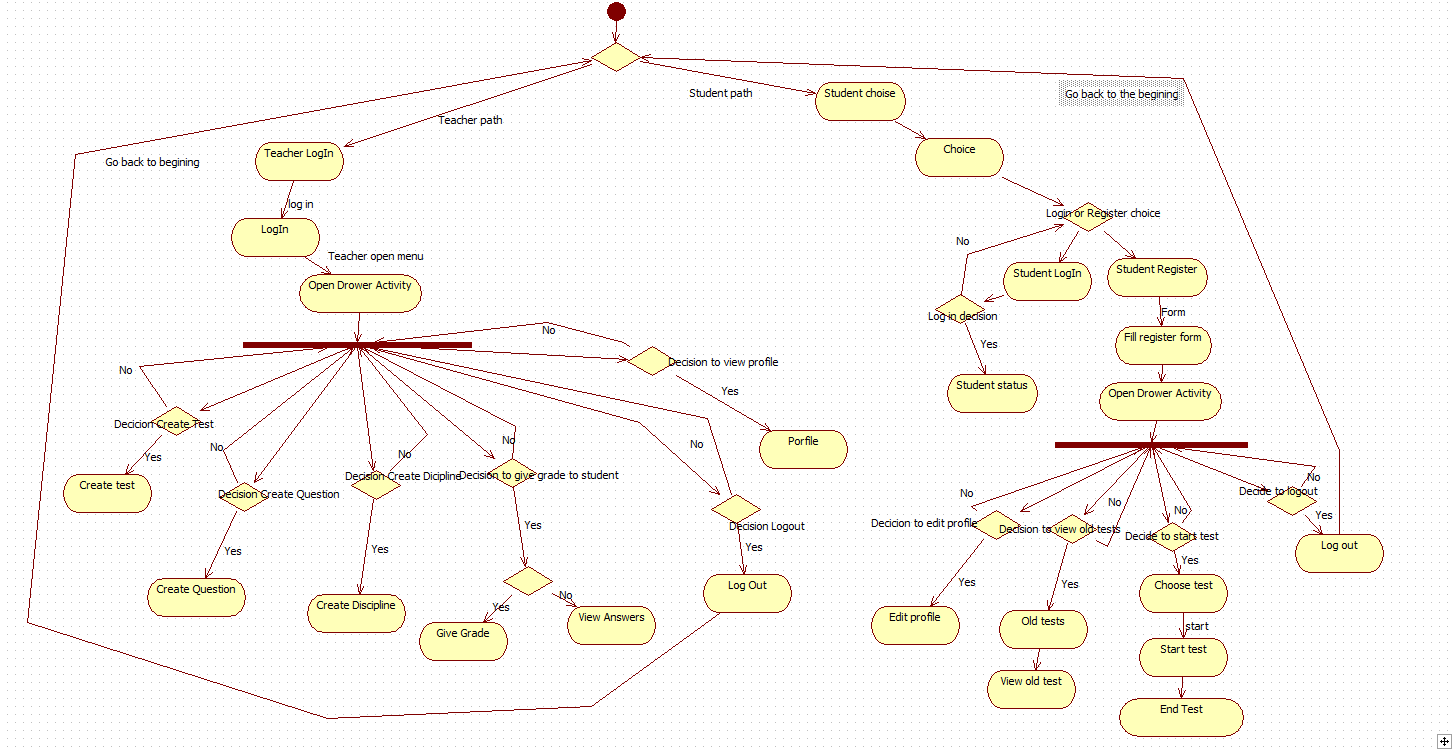 Student path
Student choise
Go back to the begining
Teacher path
Choice
Teacher LogIn
Go back to begining
log in
Login or Register choice
LogIn
No
Teacher open menu
Student LogIn
Student Register
Open Drower Activity
Log in decision
Form
No
Fill register form
Yes
Decision to view profile
No
Student status
Yes
Open Drower Activity
Decicion Create Test
Porfile
No
No
No
No
Yes
Decision Create Dicipline
Decision to give grade to student
No
Create test
Decision Create Question
No
Decide to logout
No
No
Yes
Decision to edit profile
Decision to view old tests
Decide to start test
Yes
Decision Logout
Log out
Yes
Yes
Yes
Yes
Create Question
Yes
Yes
Choose test
Log Out
Create Discipline
Yes
No
View Answers
Edit profile
Old tests
start
Give Grade
Start test
View old test
End Test